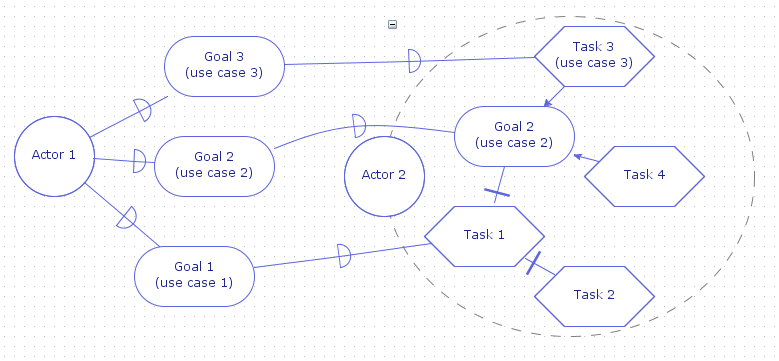 Goal 3
(use case 3)
Task 3
(use case 3)
Actor 1
Goal 2
(use case 2)
Actor 2
Goal 2
(use case 2)
Task 4
Task 1
Goal 1
(use case 1)
Task 2